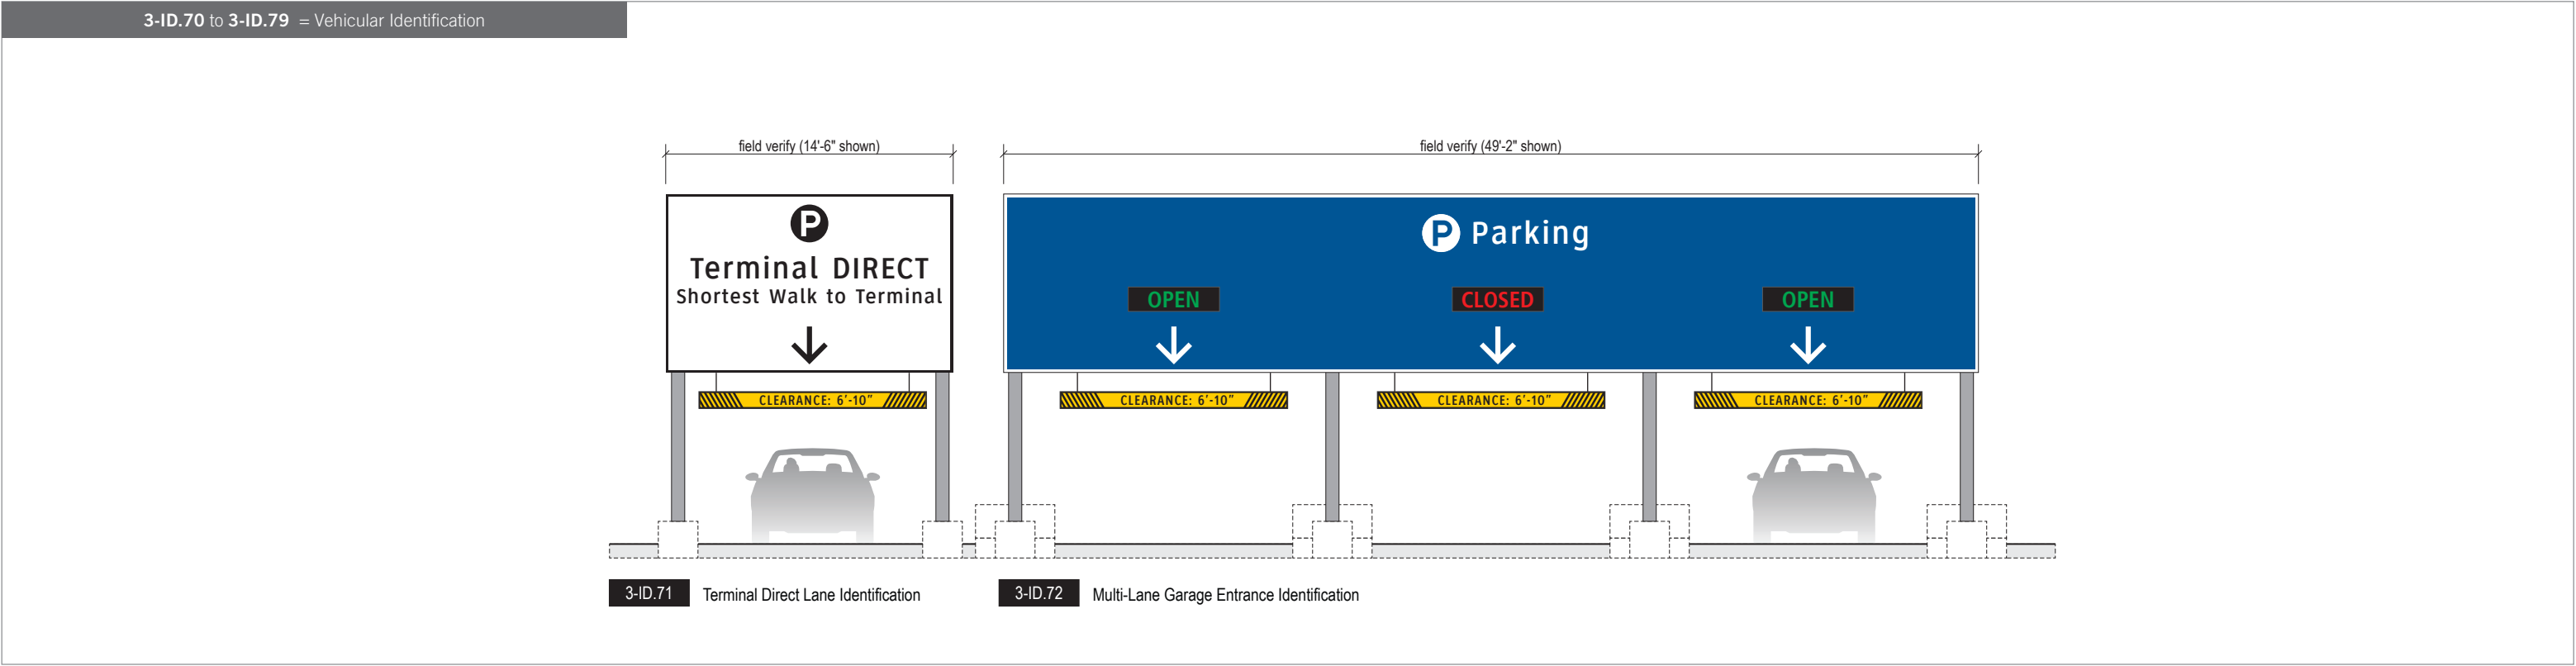 3-ID.70 to 3-ID.79 = Vehicular Identification
field verify (14'-6" shown)
field verify (49'-2" shown)
P
Terminal DIRECT
Shortest Walk to Terminal
P Parking
OPEN
CLOSED
OPEN
CLEARANCE: 6′-10″
CLEARANCE: 6′-10″
CLEARANCE: 6′-10″
CLEARANCE: 6′-10″
3-ID.71 Terminal Direct Lane Identification
3-ID.72 Multi-Lane Garage Entrance Identification